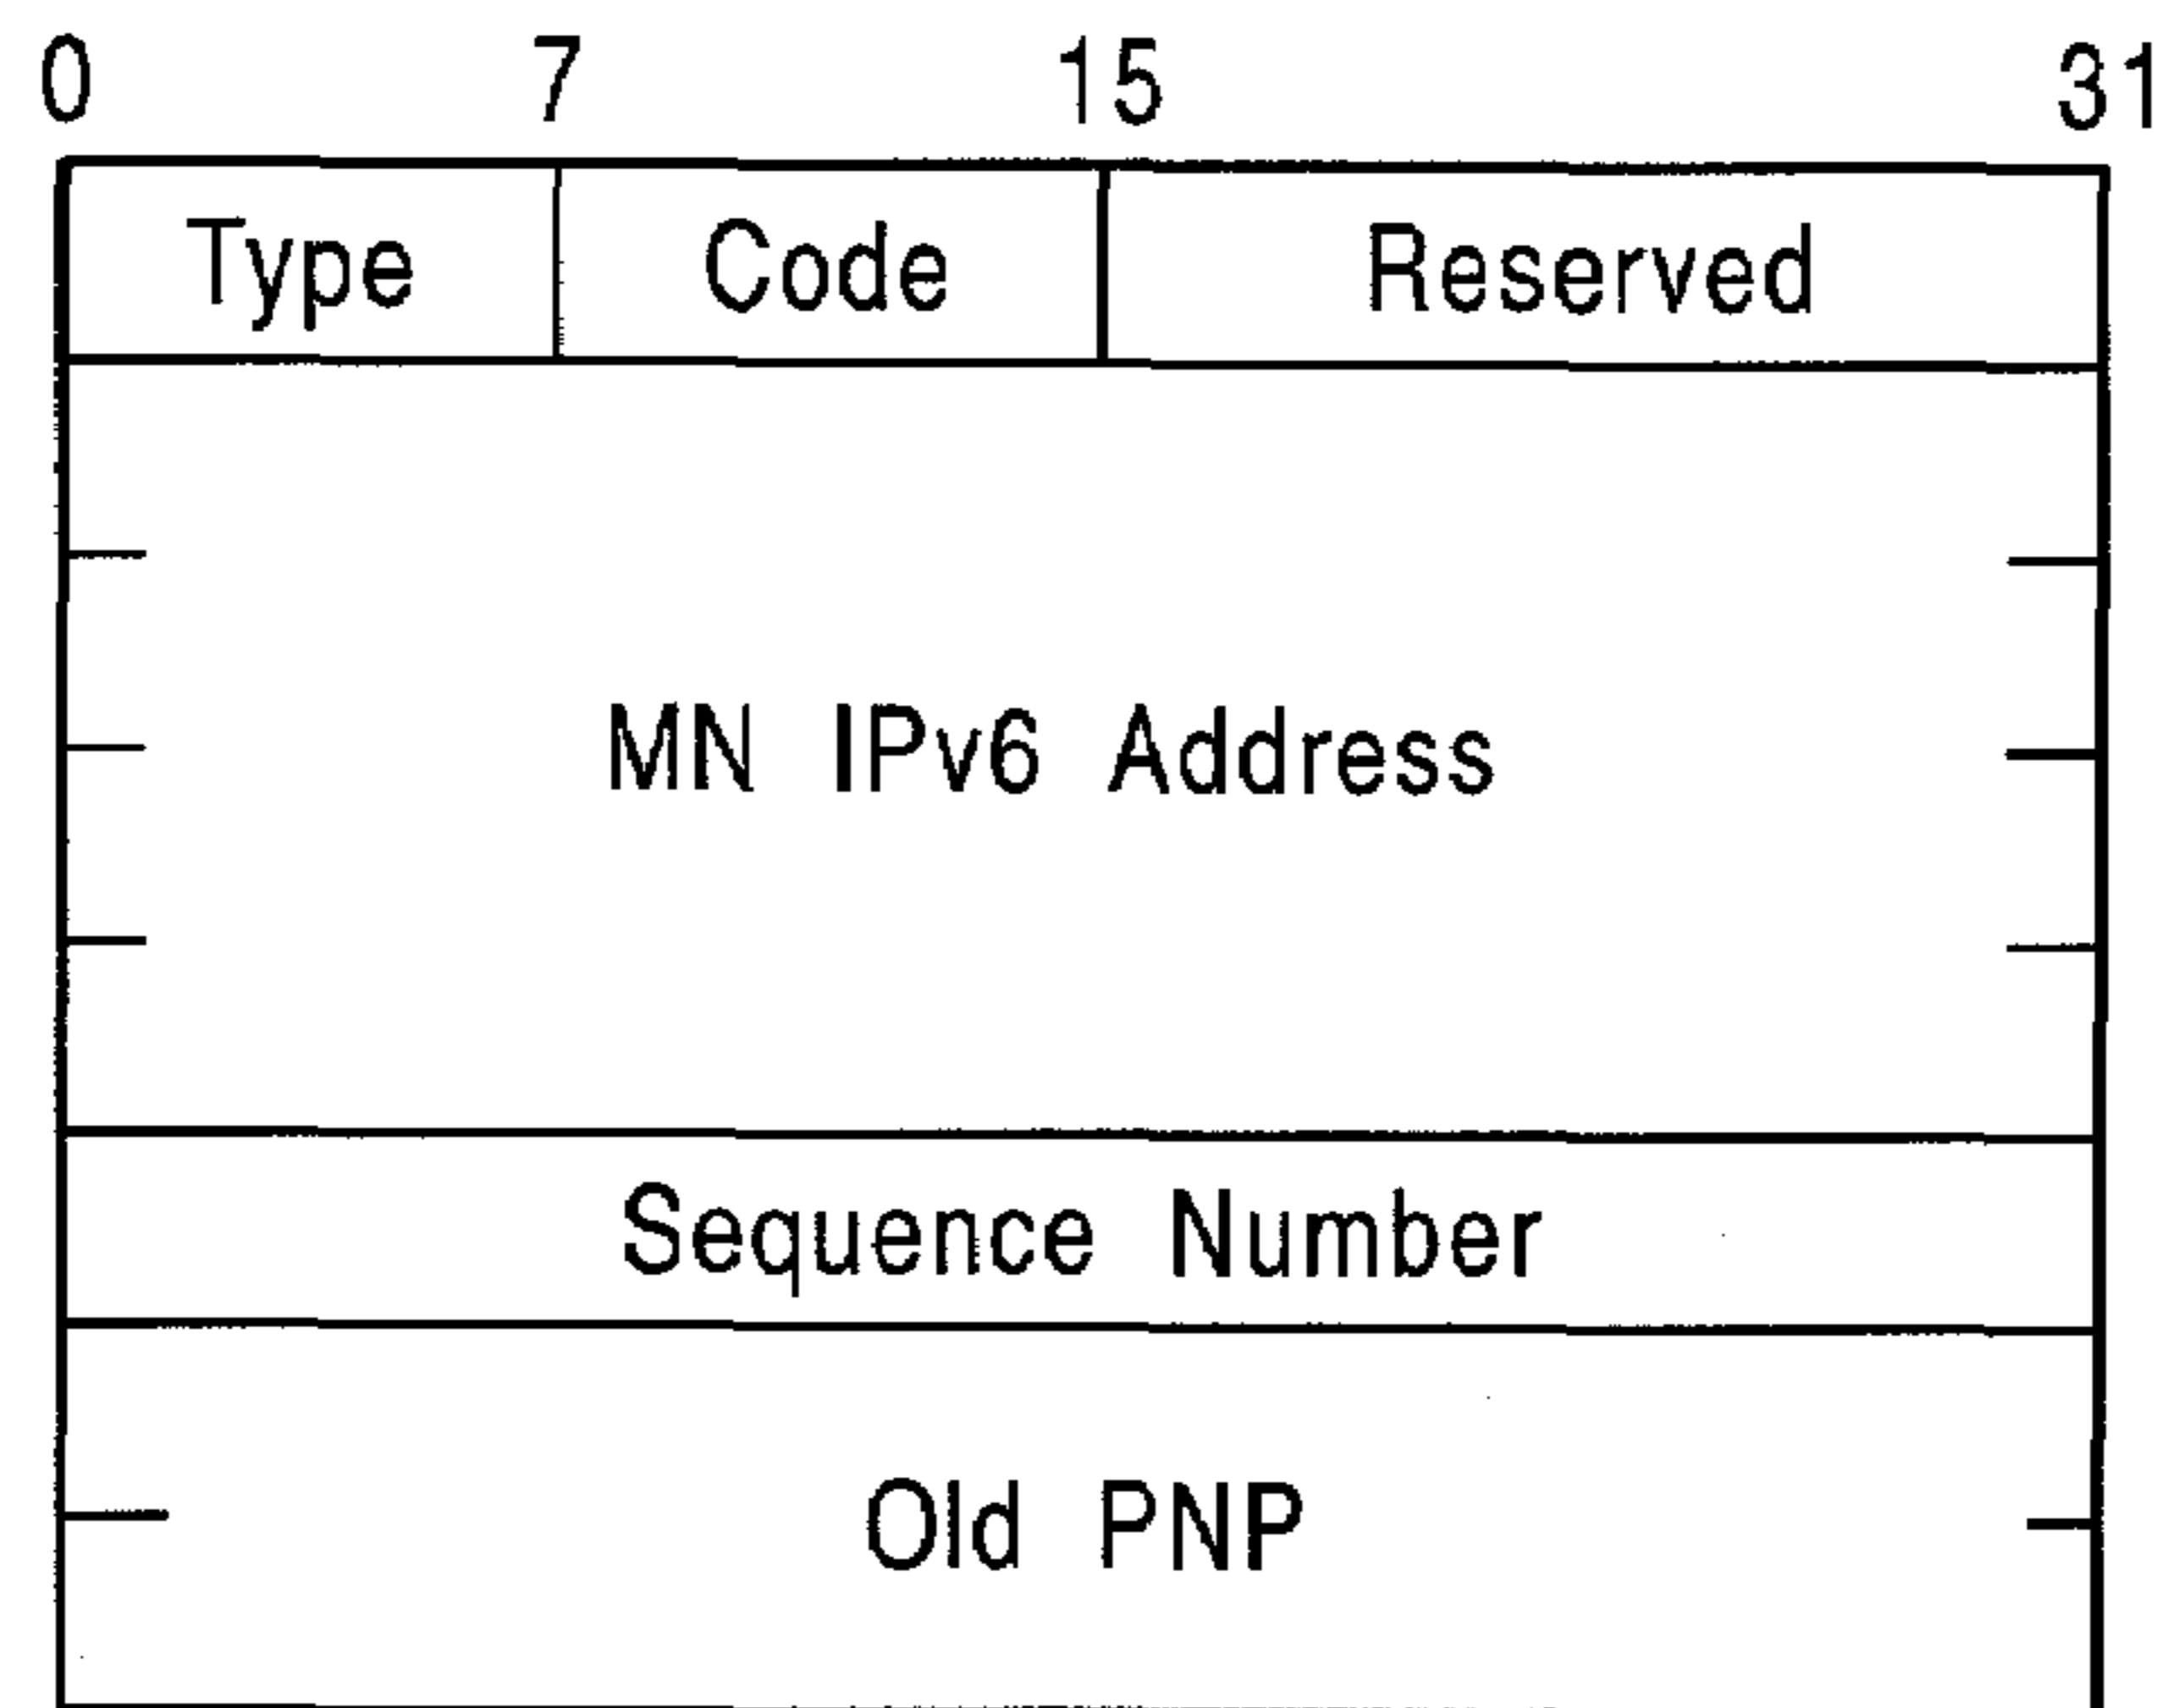 0 7 15 31
Type Code Reserved
MN IPv6 Address
Sequence Number
Old PNP